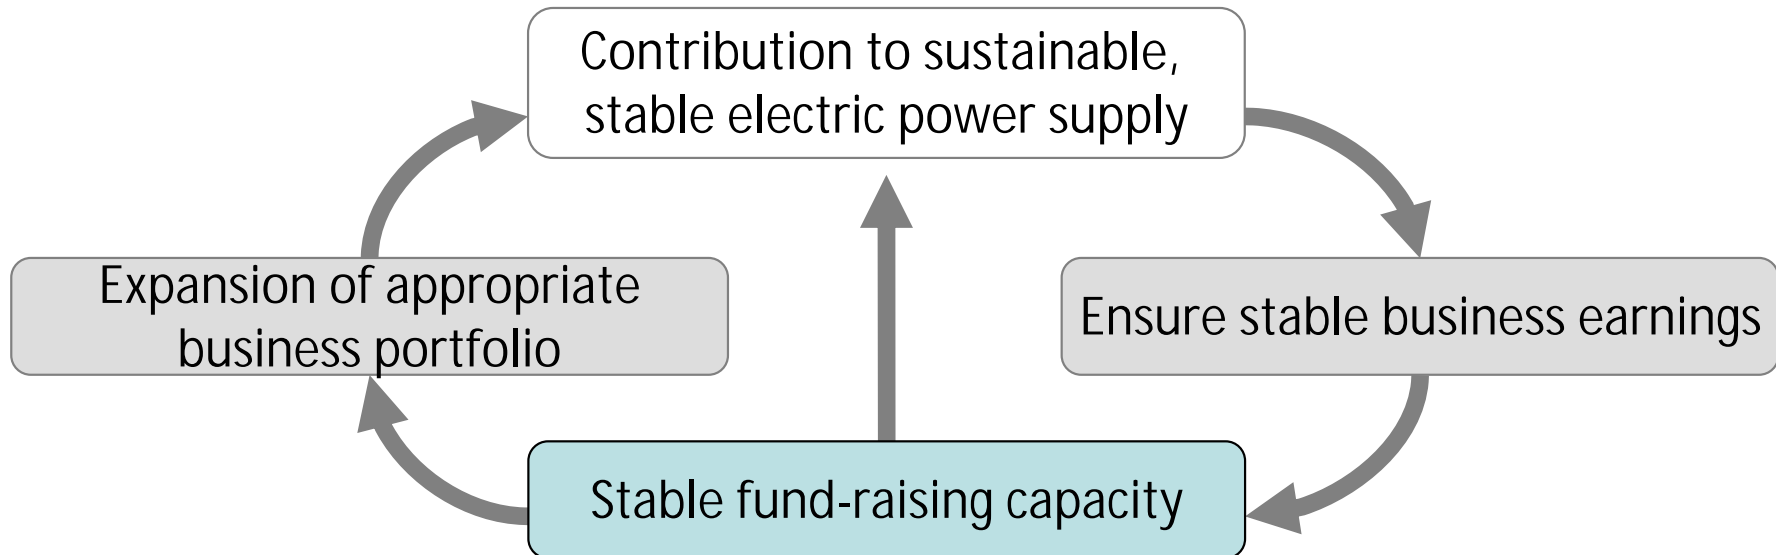 Contribution to sustainable,
stable electric power supply
Expansion of appropriate
business portfolio
Ensure stable business earnings
Stable fund-raising capacity